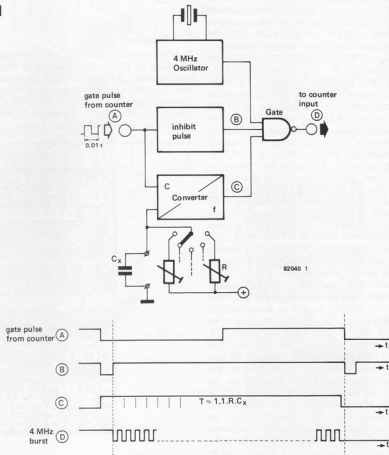 4 MHz
Oscillator
gate pulse
from counter
A
0.01 s
inhibit
pulse
B
Gate
to counter
input
D
C
Converter
f
C
Cx
R
+
82040 1
gate pulse
from counter
A
t
B
t
C
T ≈ 1,1.R.Cx
t
4 MHz
burst
D
t